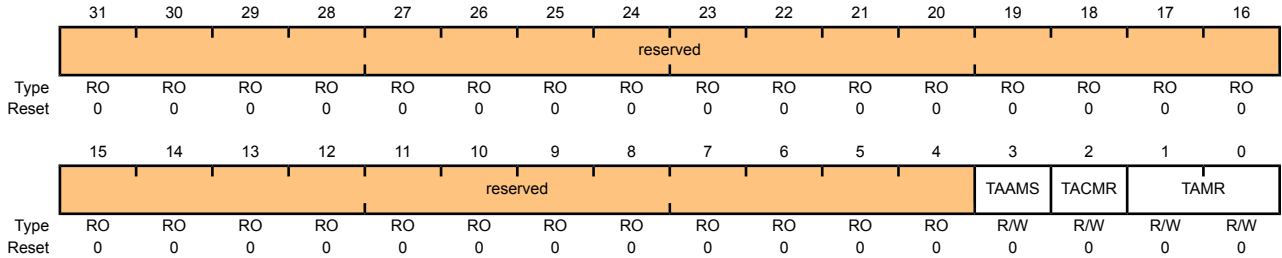 31 30 29 28 27 26 25 24 23 22 21 20 19 18 17 16
reserved
Type RO RO RO RO RO RO RO RO RO RO RO RO RO RO RO RO
Reset 0 0 0 0 0 0 0 0 0 0 0 0 0 0 0 0
15 14 13 12 11 10 9 8 7 6 5 4 3 2 1 0
reserved TAAMS TACMR TAMR
Type RO RO RO RO RO RO RO RO RO RO RO RO R/W R/W R/W R/W
Reset 0 0 0 0 0 0 0 0 0 0 0 0 0 0 0 0